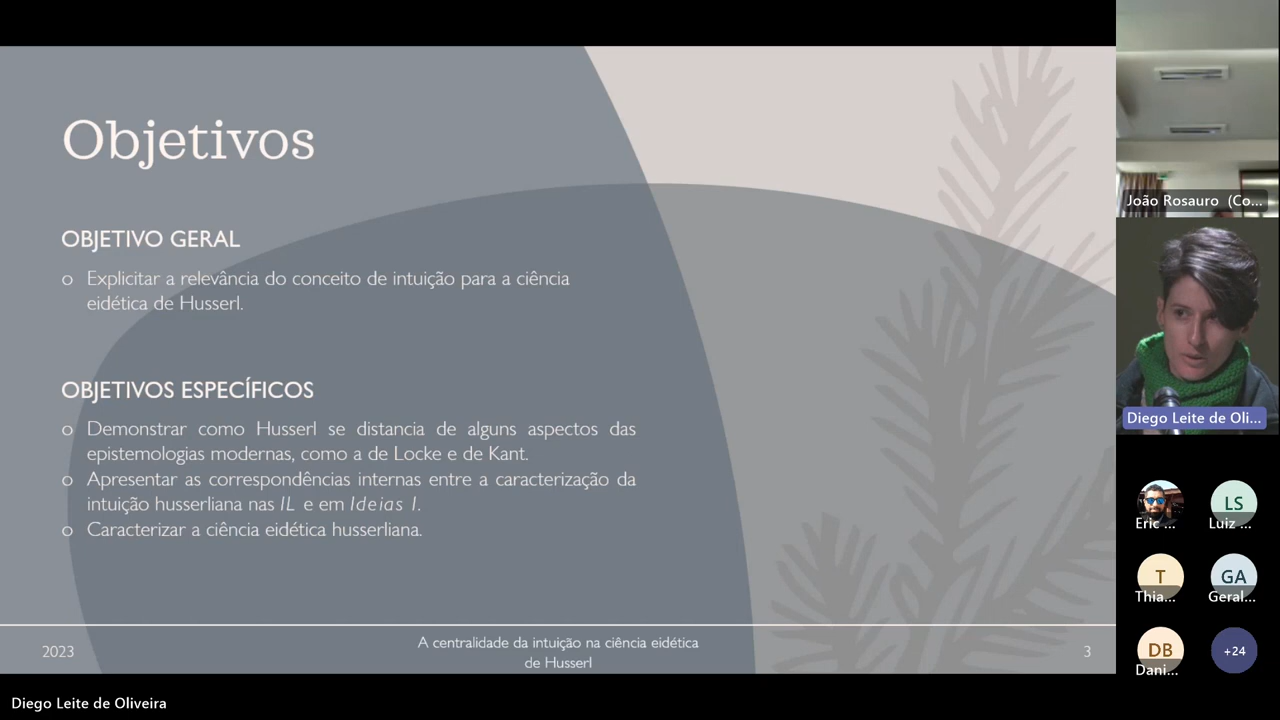 Objetivos
OBJETIVO GERAL
o Explicitar a relevância do conceito de intuição para a ciência
eidética de Husserl.
OBJETIVOS ESPECÍFICOS
o Demonstrar como Husserl se distancia de alguns aspectos das
epistemologias modernas, como a de Locke e de Kant.
o Apresentar as correspondências internas entre a caracterização da
intuição husserliana nas IL e em Ideias I.
o Caracterizar a ciência eidética husserliana.
2023
A centralidade da intuição na ciência eidética
de Husserl
3
João Rosauro (Co...
Diego Leite de Oli...
Eric ...
LS
Luiz ...
T
Thia...
GA
Geral...
DB
Dani...
+24
Diego Leite de Oliveira